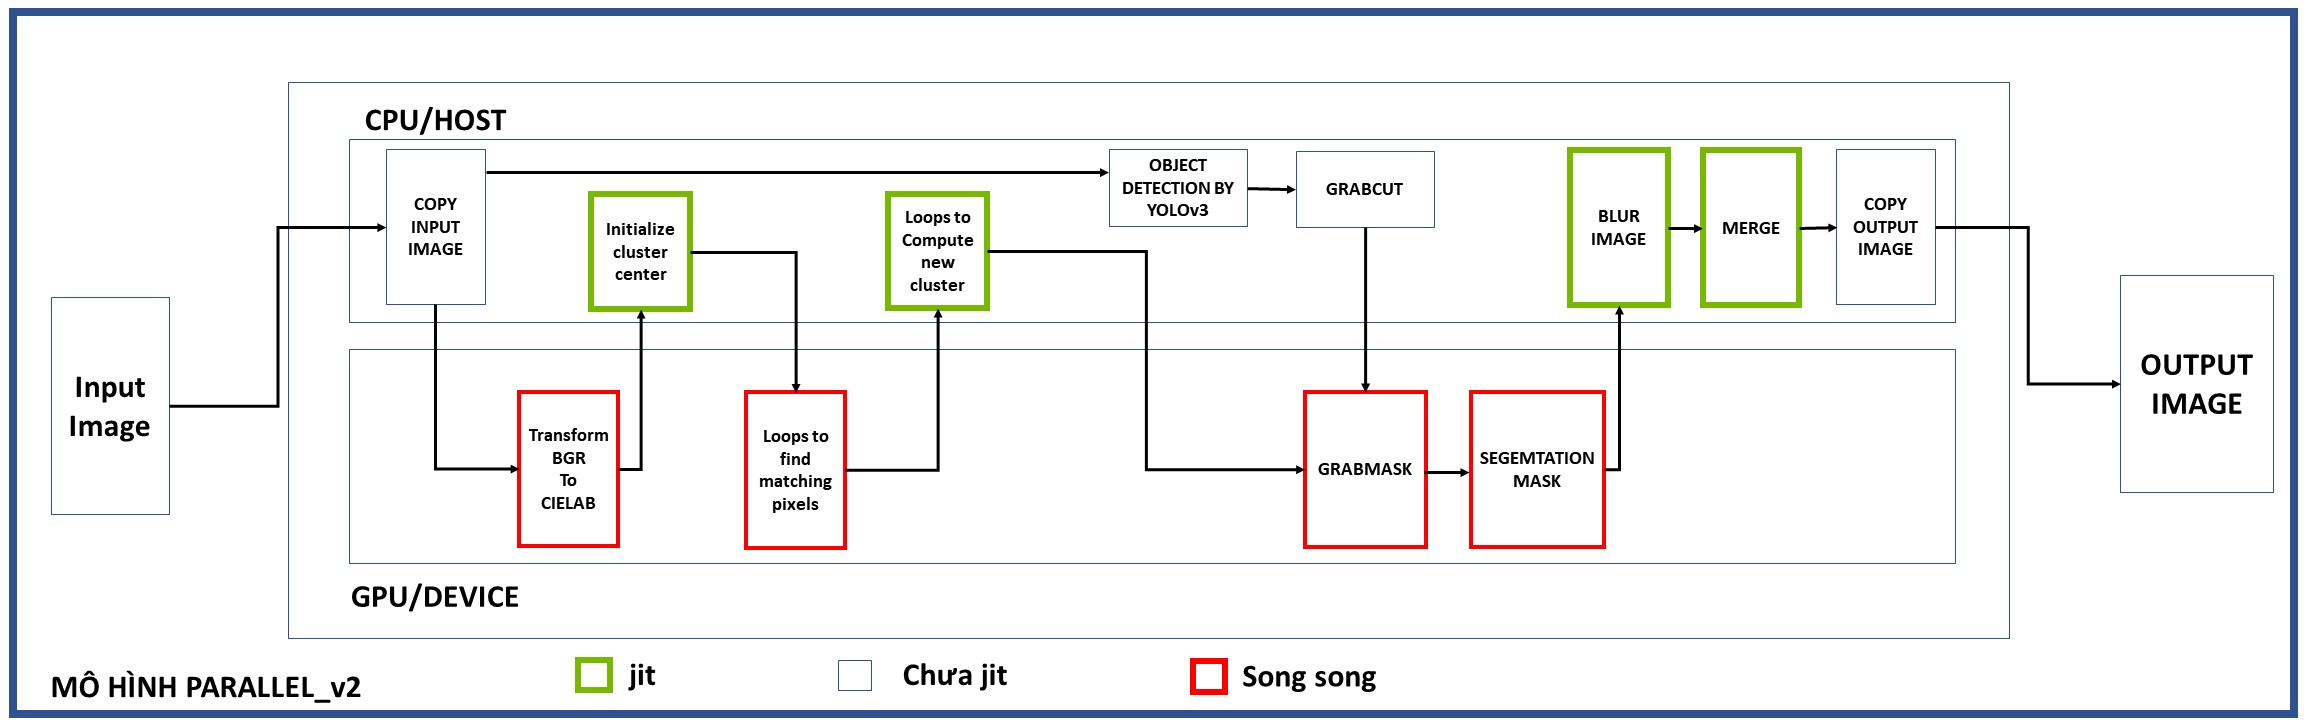 CPU/HOST
COPY
INPUT
IMAGE
Initialize
cluster
center
Loops to
Compute
new
cluster
OBJECT
DETECTION BY
YOLOv3
GRABCUT
BLUR
IMAGE
MERGE
COPY
OUTPUT
IMAGE
Input
Image
Transform
BGR
To
CIELAB
Loops to
find
matching
pixels
GRABMASK
SEGEMTATION
MASK
OUTPUT
IMAGE
GPU/DEVICE
MÔ HÌNH PARALLEL_v2
jit
Chưa jit
Song song